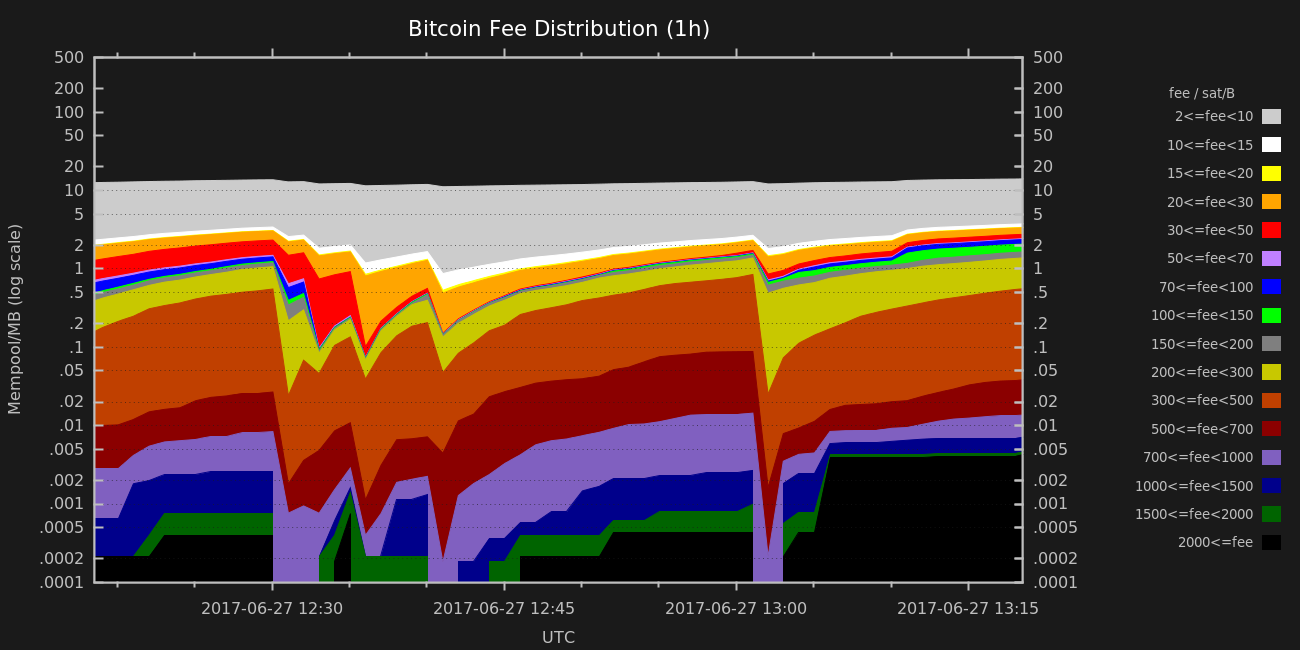 Bitcoin Fee Distribution (1h)
500
200
100
50
20
10
5
2
1
.5
.2
.1
.05
.02
.01
.005
.002
.001
.0005
.0002
.0001
Mempool/MB (log scale)
500
200
100
50
20
10
5
2
1
.5
.2
.1
.05
.02
.01
.005
.002
.001
.0005
.0002
.0001
2017-06-27 12:30
2017-06-27 12:45
2017-06-27 13:00
2017-06-27 13:15
UTC
fee / sat/B
2<=fee<10
10<=fee<15
15<=fee<20
20<=fee<30
30<=fee<50
50<=fee<70
70<=fee<100
100<=fee<150
150<=fee<200
200<=fee<300
300<=fee<500
500<=fee<700
700<=fee<1000
1000<=fee<1500
1500<=fee<2000
2000<=fee